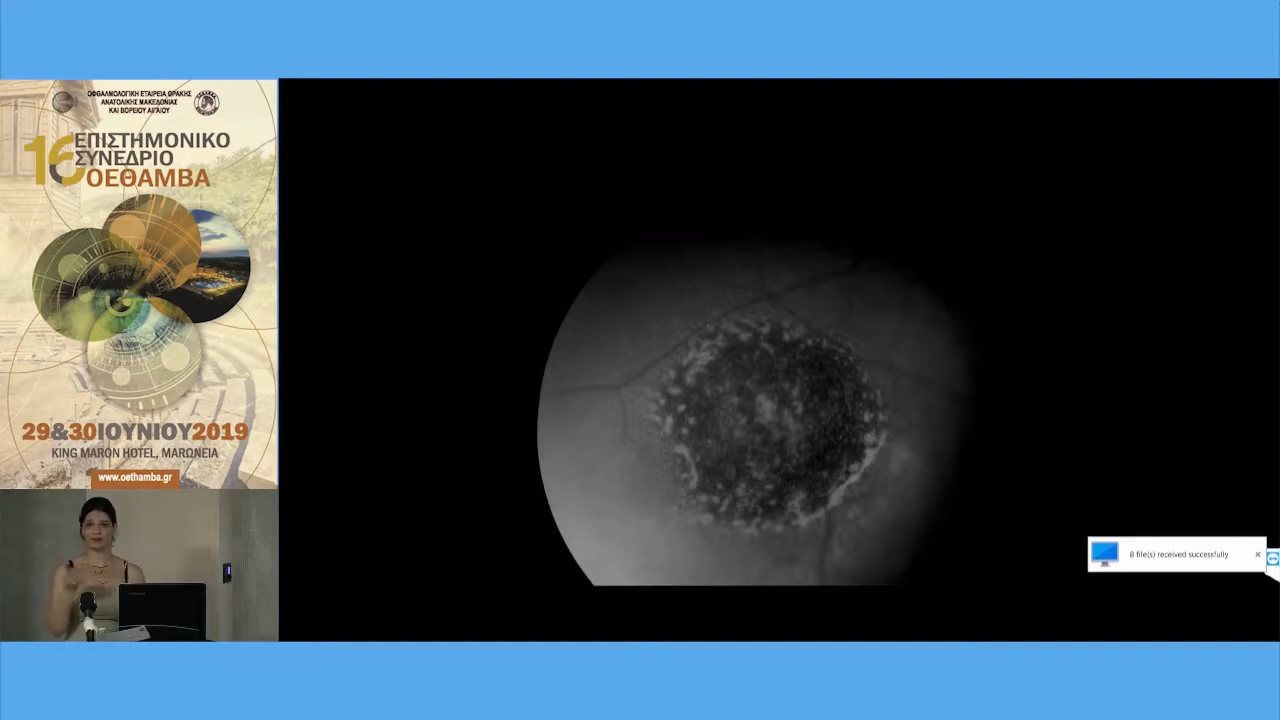 ΟΦΘΑΛΜΟΛΟΓΙΚΗ ΕΤΑΙΡΕΙΑ ΘΡΑΚΗΣ
ΑΝΑΤΟΛΙΚΗΣ ΜΑΚΕΔΟΝΙΑΣ
ΚΑΙ ΒΟΡΕΙΟΥ ΑΙΓΑΙΟΥ
16 ΕΠΙΣΤΗΜΟΝΙΚΟ
ΣΥΝΕΔΡΙΟ
ΟΕΘΑΜΒΑ
29&30ΙΟΥΝΙΟΥ2019
KING MARON HOTEL, ΜΑΡΩΝΕΙΑ
www.oethamba.gr
8 file(s) received successfully